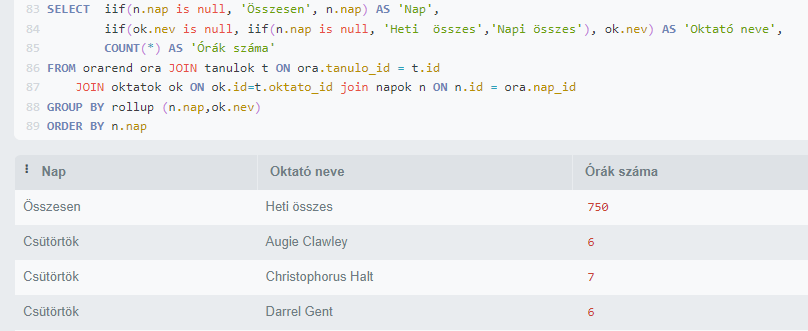 83 SELECT  iif(n.nap is null, 'Összesen', n.nap) AS 'Nap',
84         iif(ok.nev is null, iif(n.nap is null, 'Heti  összes','Napi összes'), ok.nev) AS 'Oktató neve',
85         COUNT(*) AS 'Órák száma'
86 FROM orarend ora JOIN tanulok t ON ora.tanulo_id = t.id
87     JOIN oktatok ok ON ok.id=t.oktato_id join napok n ON n.id = ora.nap_id
88 GROUP BY rollup (n.nap,ok.nev)
89 ORDER BY n.nap
Nap Oktató neve Órák száma
Összesen Heti összes 750
Csütörtök Augie Clawley 6
Csütörtök Christophorus Halt 7
Csütörtök Darrel Gent 6